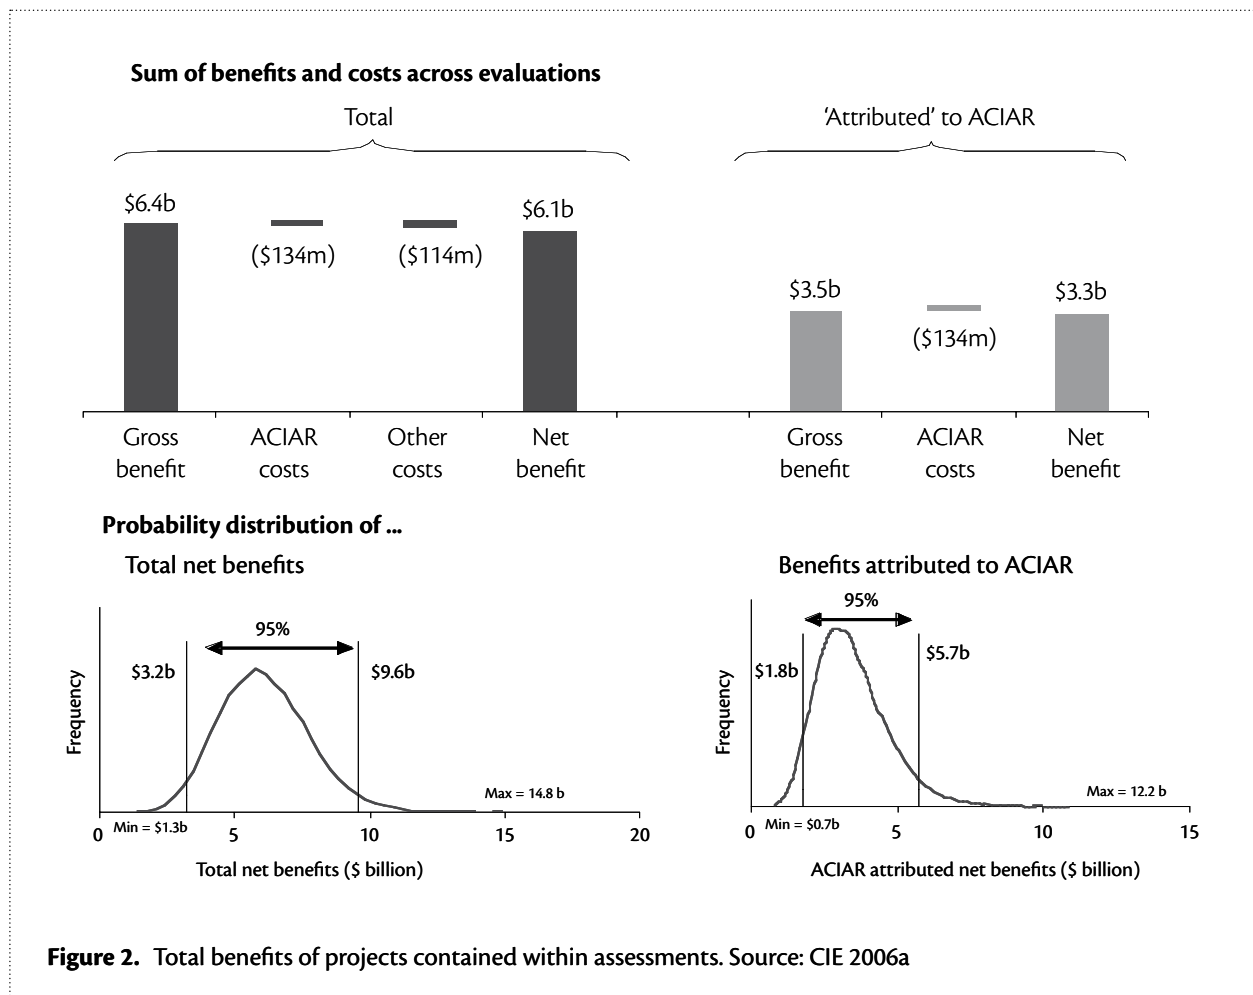 Sum of benefits and costs across evaluations
Total
‘Attributed’ to ACIAR
$6.4b
($134m)
($114m)
$6.1b
$3.5b
($134m)
$3.3b
Gross benefit
ACIAR costs
Other costs
Net benefit
Gross benefit
ACIAR costs
Net benefit
Probability distribution of ...
Total net benefits
95%
$3.2b
$9.6b
Frequency
Max = 14.8 b
Min = $1.3b
0 5 10 15 20
Total net benefits ($ billion)
Benefits attributed to ACIAR
95%
$1.8b
$5.7b
Frequency
Max = 12.2 b
Min = $0.7b
0 5 10 15
ACIAR attributed net benefits ($ billion)
Figure 2. Total benefits of projects contained within assessments. Source: CIE 2006a